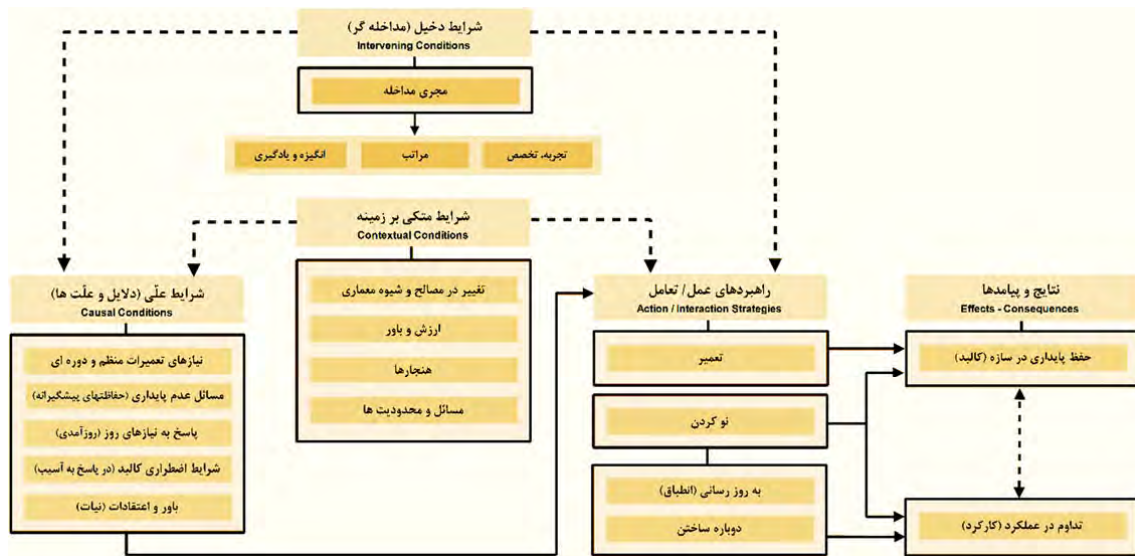 شرایط دخیل (مداخله گر)
Intervening Conditions
مجری مداخله
تجربه، تخصص
مراتب
انگیزه و یادگیری
شرایط متکی بر زمینه
Contextual Conditions
تغییر در مصالح و شیوه معماری
ارزش و باور
هنجارها
مسائل و محدودیت ها
شرایط علّی (دلایل و علّت ها)
Causal Conditions
نیازهای تعمیرات منظم و دوره ای
مسائل عدم پایداری (حفاظتهای پیشگیرانه)
پاسخ به نیازهای روز (روزآمدی)
شرایط اضطراری کالبد (در پاسخ به آسیب)
باور و اعتقادات (نیات)
راهبردهای عمل/ تعامل
Action / Interaction Strategies
تعمیر
نو کردن
به روز رسانی (انطباق)
دوباره ساختن
نتایج و پیامدها
Effects - Consequences
حفظ پایداری در سازه (کالبد)
تداوم در عملکرد (کارکرد)